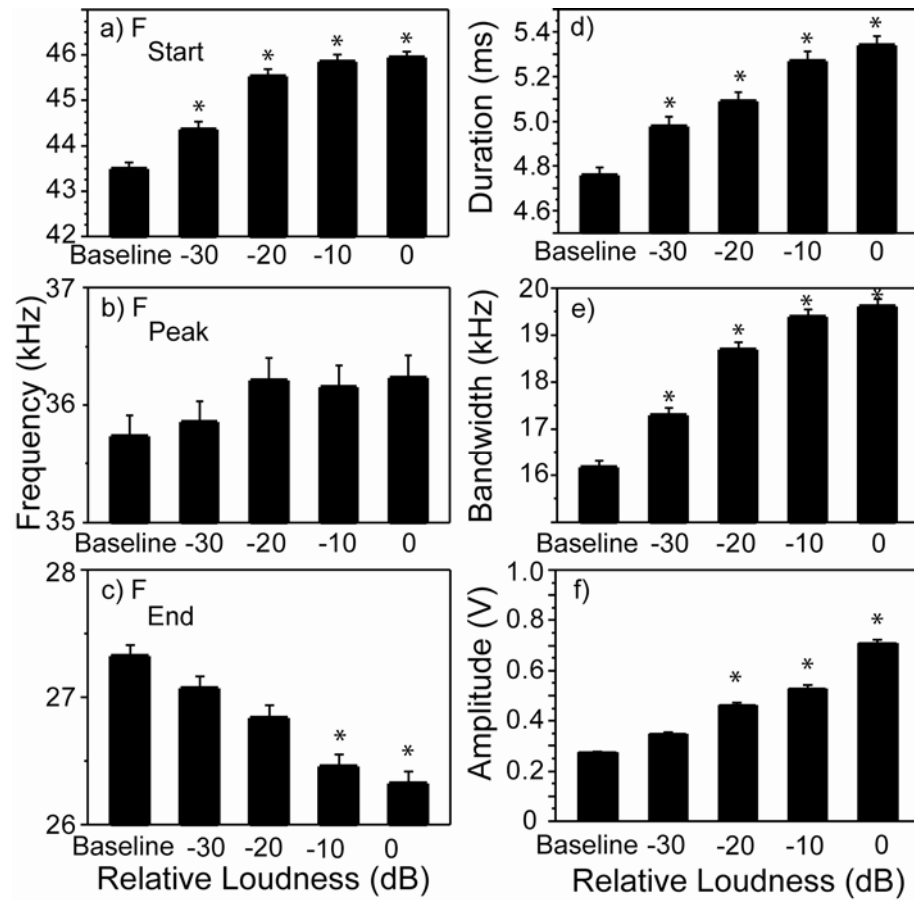 a) F
Start
*
*
*
*
46
45
44
43
42
Baseline -30 -20 -10 0
d)
*
*
*
*
Duration (ms)
5.4
5.2
5.0
4.8
4.6
b) F
Peak
37
36
35
Frequency (kHz)
Baseline -30 -20 -10 0
Baseline -30 -20 -10 0
e)
*
*
*
*
Bandwidth (kHz)
20
19
18
17
16
Baseline -30 -20 -10 0
c) F
End
*
*
28
27
26
Baseline -30 -20 -10 0
Relative Loudness (dB)
f)
*
*
*
Amplitude (V)
1.0
0.8
0.6
0.4
0.2
0
Baseline -30 -20 -10 0
Relative Loudness (dB)